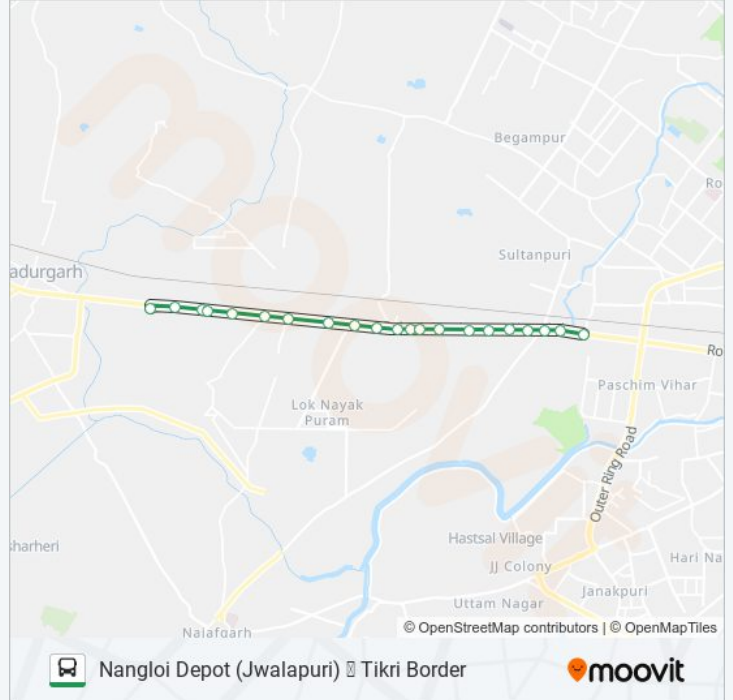 Begampur
Ro
Sultanpuri
adurgarh
Ro
Paschim Vihar
Lok Nayak
Puram
Outer Ring Road
Hastsal Village
sharheri
JJ Colony
Hari Na
Janakpuri
Uttam Nagar
Najafgarh
© OpenStreetMap contributors | © OpenMapTiles
Nangloi Depot (Jwalapuri) Tikri Border
moovit
moovit